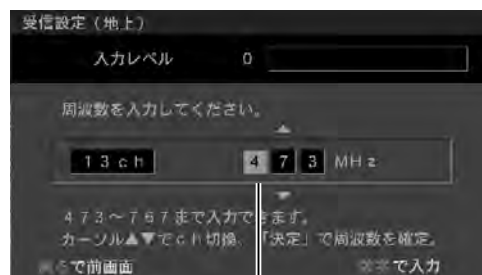 受信設定（地上）
入力レベル 0
周波数を入力してください。
13ch 4 7 3 MHz
473～767まで入力できます。
カーソル▲▼でch切換、「決定」で周波数を確定。
で前画面 で入力